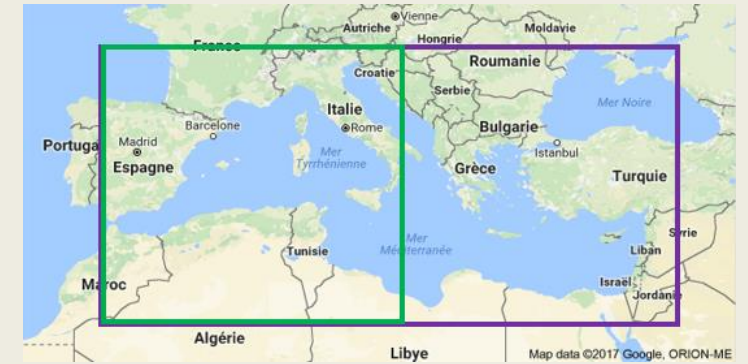 Vienne
Autriche
Moldavie
Hongrie
France
Roumanie
Croatie
Serbie
Mer Noire
Italie
Barcelone
Rome
Bulgarie
Portuga
Madrid
Istanbul
Espagne
Mer
Tyrrhénienne
Grèce
Turquie
Mer
Méditerranée
Syrie
Tunisie
Liban
Maroc
Israël
Jordanie
Algérie
Libye
Map data ©2017 Google, ORION-ME